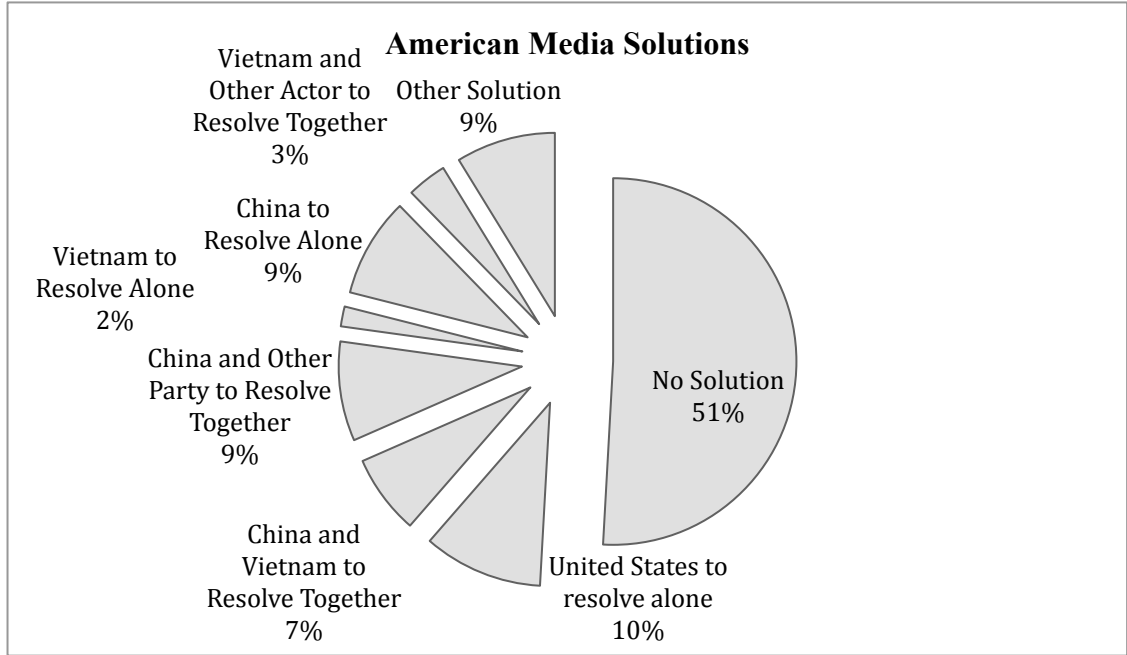 American Media Solutions
Vietnam and
Other Actor to
Resolve Together
3%
Other Solution
9%
China to
Resolve Alone
9%
Vietnam to
Resolve Alone
2%
China and Other
Party to Resolve
Together
9%
No Solution
51%
China and
Vietnam to
Resolve Together
7%
United States to
resolve alone
10%